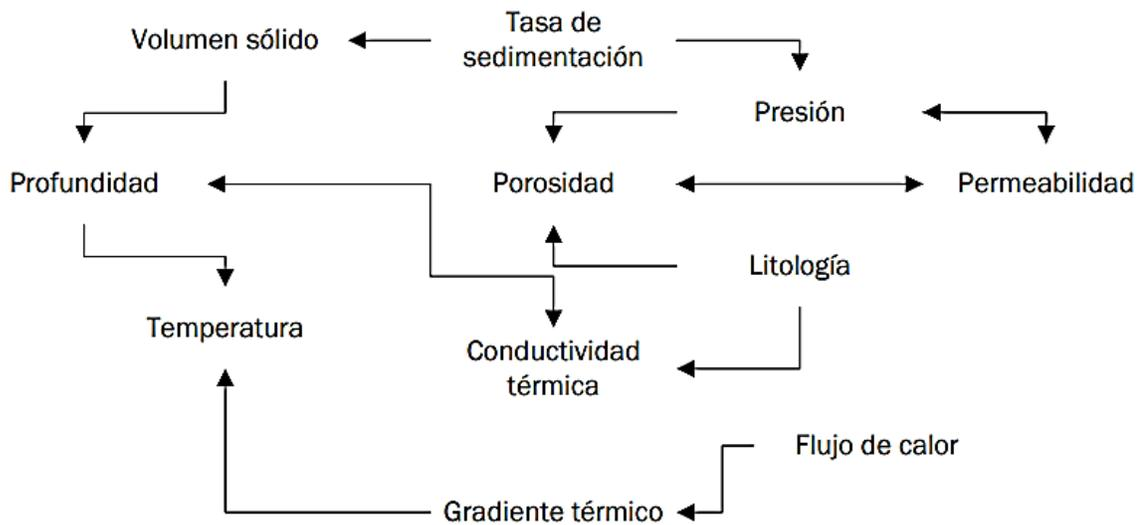 Volumen sólido
Tasa de
sedimentación
Presión
Profundidad
Porosidad
Permeabilidad
Litología
Temperatura
Conductividad
térmica
Flujo de calor
Gradiente térmico